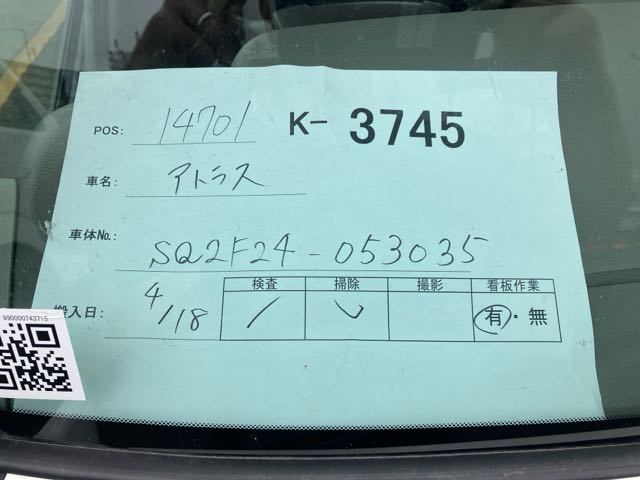 POS: 14701 K- 3745
車名: アトラス
車体No.: SQ2F24-053035
検査 掃除 撮影 看板作業
搬入日: 4/18 有・無
990000743715